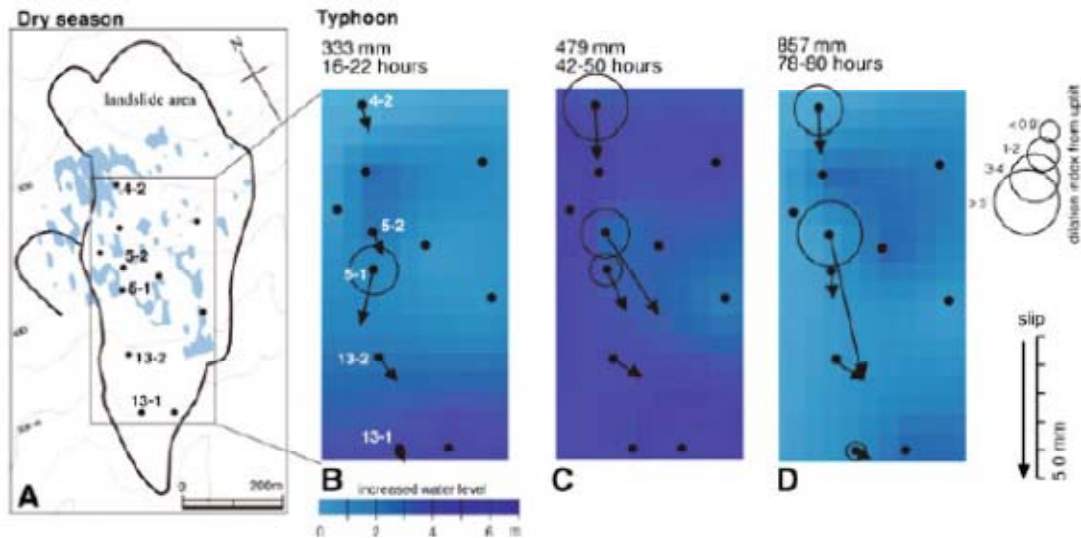 Dry season
landslide area
4-2
5-2
5-1
13-2
13-1
0 200m
A
Typhoon
333 mm
16-22 hours
4-2
5-2
5-1
13-2
13-1
B
increased water level
0 2 4 6 m
479 mm
42-50 hours
C
857 mm
78-80 hours
D
1-2
3-4
dilation index from uplift
slip
5.0 mm